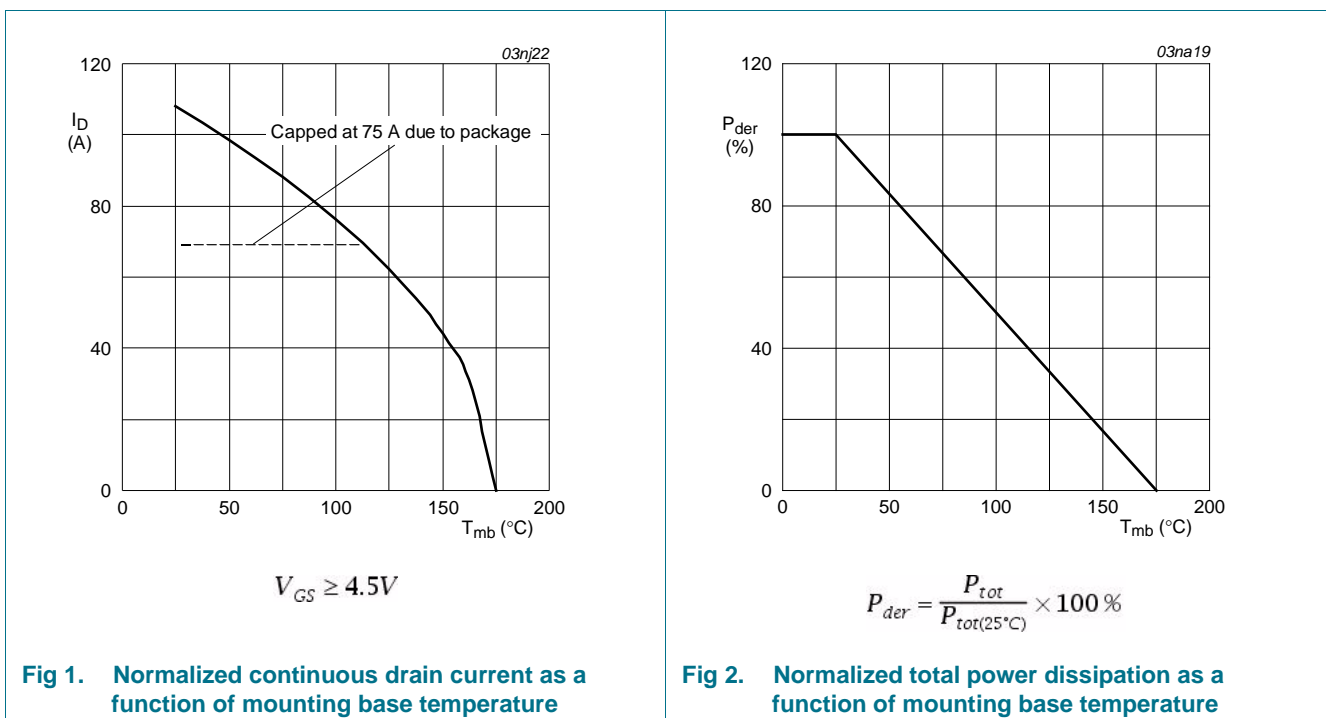 03nj22
120
I_D
(A)
Capped at 75 A due to package
80
40
0
0 50 100 150 200
T_mb (°C)
V_GS ≥ 4.5V
Fig 1. Normalized continuous drain current as a
function of mounting base temperature
03na19
120
P_der
(%)
80
40
0
0 50 100 150 200
T_mb (°C)
P_der = P_tot / P_tot(25°C) × 100 %
Fig 2. Normalized total power dissipation as a
function of mounting base temperature